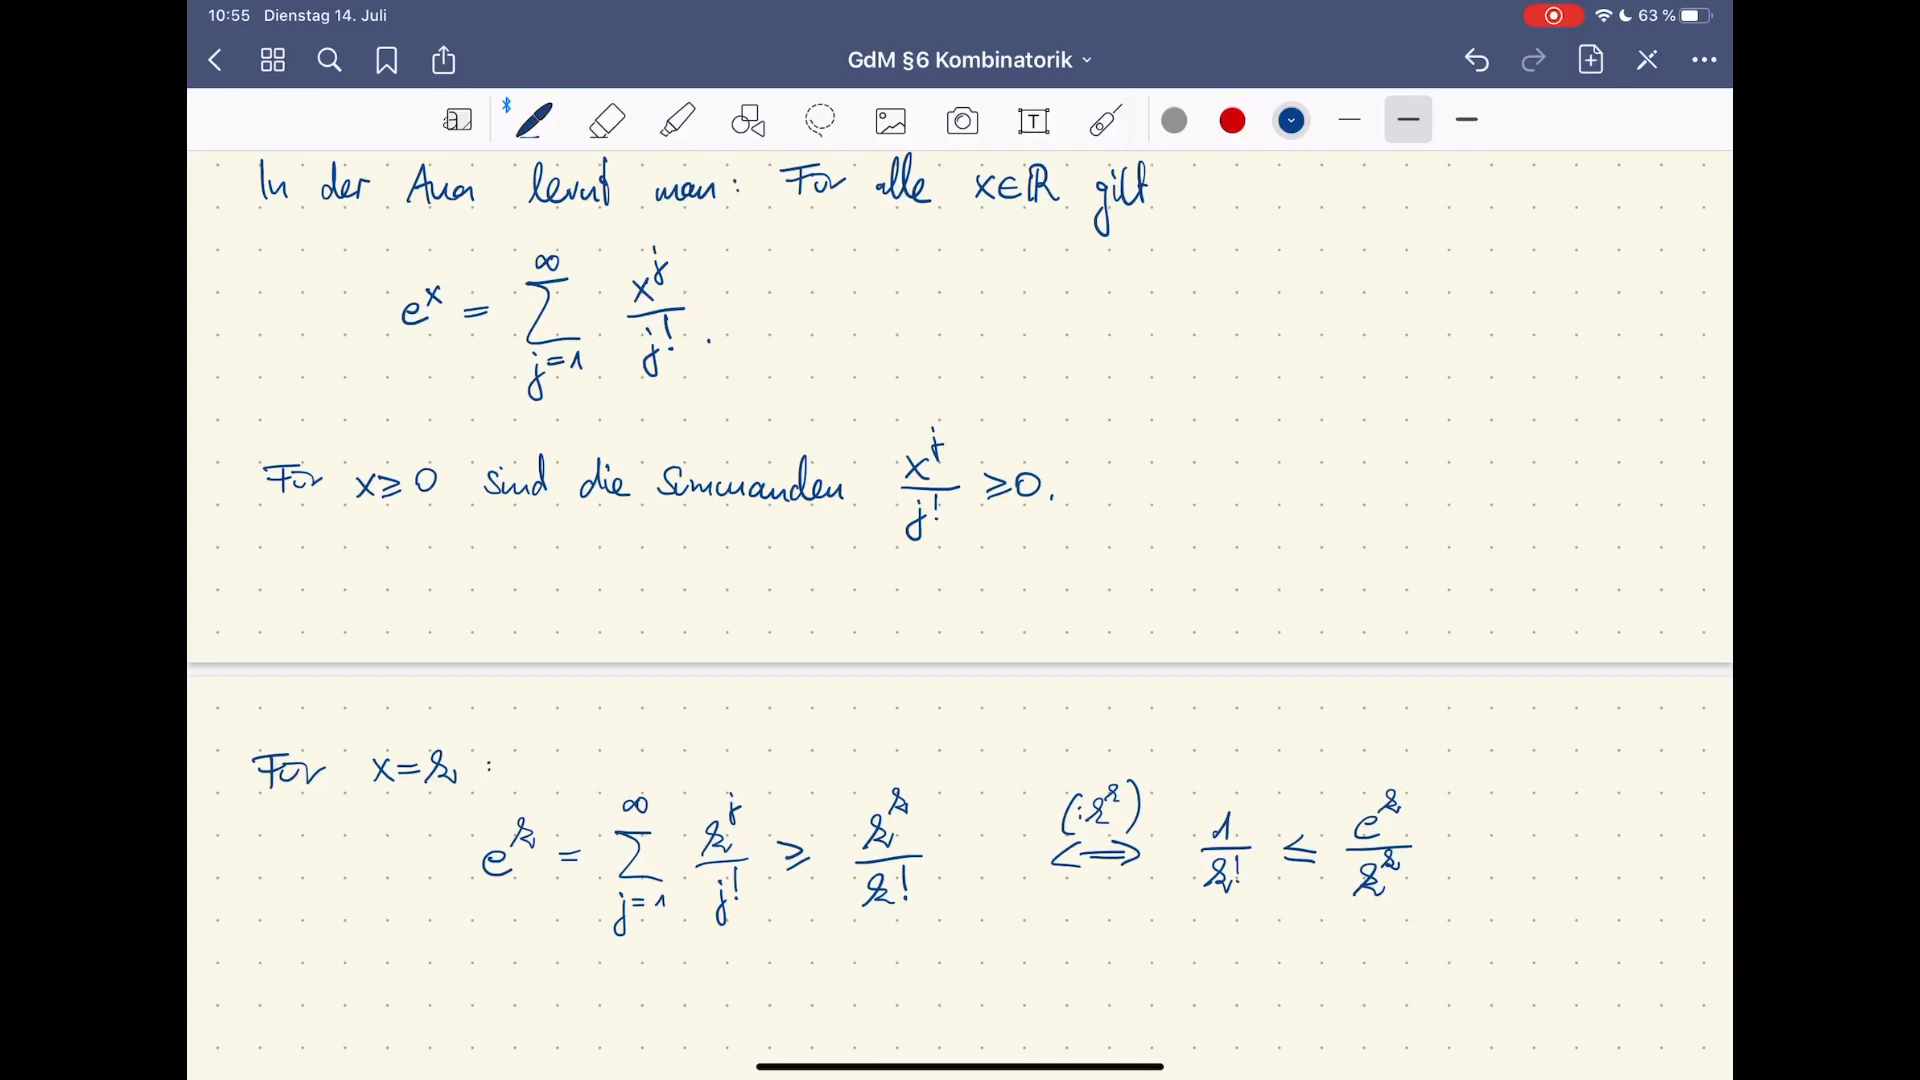 10:55 Dienstag 14. Juli 63 %
GdM §6 Kombinatorik
In der Ana lernt man: Für alle x∈ℝ gilt
e^x = ∑_{j=1}^{∞} x^j / j! .
Für x≥0 sind die Summanden x^j / j! ≥0.
Für x=k :
e^k = ∑_{j=1}^{∞} k^j / j! ≥ k^k / k! (:k^k) ⟺ 1 / k! ≤ e^k / k^k